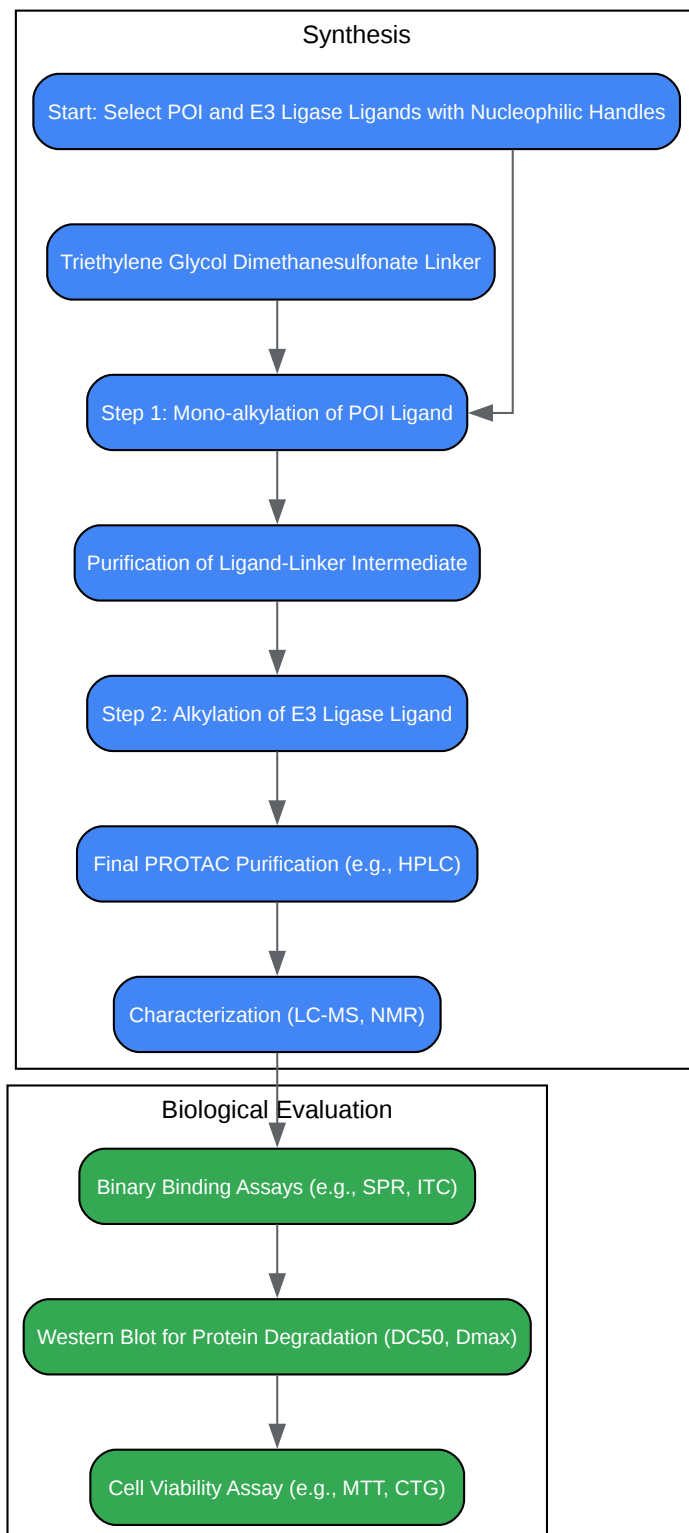 Synthesis
Start: Select POI and E3 Ligase Ligands with Nucleophilic Handles
Triethylene Glycol Dimethanesulfonate Linker
Step 1: Mono-alkylation of POI Ligand
Purification of Ligand-Linker Intermediate
Step 2: Alkylation of E3 Ligase Ligand
Final PROTAC Purification (e.g., HPLC)
Characterization (LC-MS, NMR)
Biological Evaluation
Binary Binding Assays (e.g., SPR, ITC)
Western Blot for Protein Degradation (DC50, Dmax)
Cell Viability Assay (e.g., MTT, CTG)